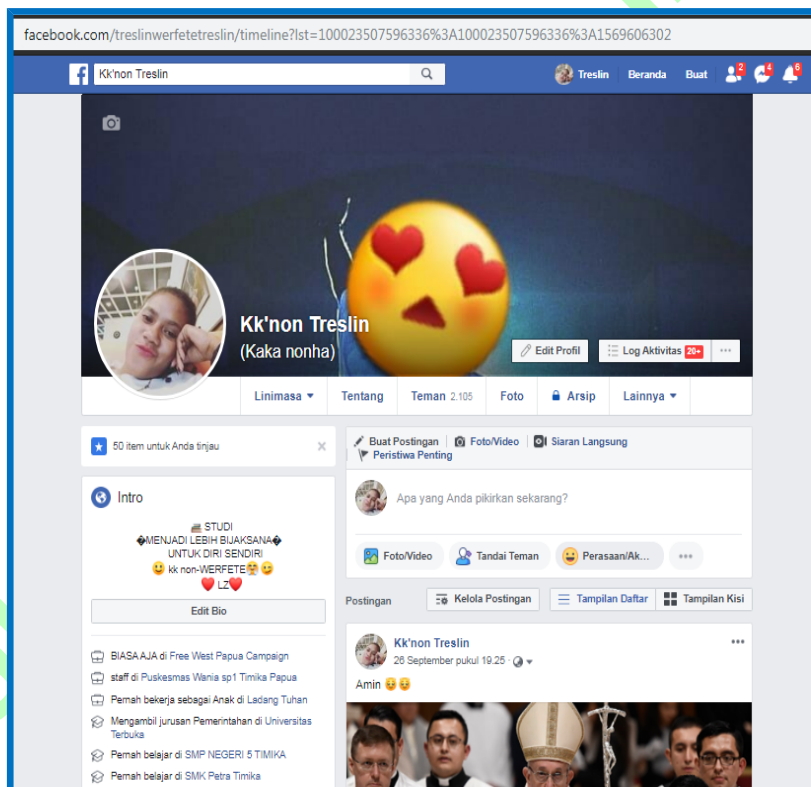 facebook.com/treslinwerfetetreslin/timeline?lst=100023507596336%3A100023507596336%3A1569606302
Kk'non Treslin
Treslin Beranda Buat 2 4 6
Kk'non Treslin
(Kaka nonha)
Edit Profil Log Aktivitas 20+
Linimasa Tentang Teman 2.105 Foto Arsip Lainnya
50 item untuk Anda tinjau
Intro
STUDI
�MENJADI LEBIH BIJAKSANA�
UNTUK DIRI SENDIRI
😃 kk non-WERFETE
❤️ LZ❤️
Edit Bio
BIASA AJA di Free West Papua Campaign
staff di Puskesmas Wania sp1 Timika Papua
Pernah bekerja sebagai Anak di Ladang Tuhan
Mengambil jurusan Pemerintahan di Universitas
Terbuka
Pernah belajar di SMP NEGERI 5 TIMIKA
Pernah belajar di SMK Petra Timika
Buat Postingan Foto/Video Siaran Langsung
Peristiwa Penting
Apa yang Anda pikirkan sekarang?
Foto/Video Tandai Teman Perasaan/Ak...
Postingan Kelola Postingan Tampilan Daftar Tampilan Kisi
Kk'non Treslin
26 September pukul 19.25 ·
Amin